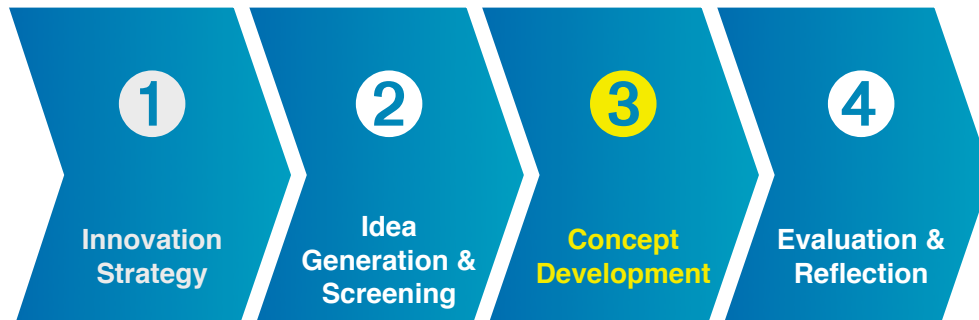 1
Innovation
Strategy
2
Idea
Generation &
Screening
3
Concept
Development
4
Evaluation &
Reflection